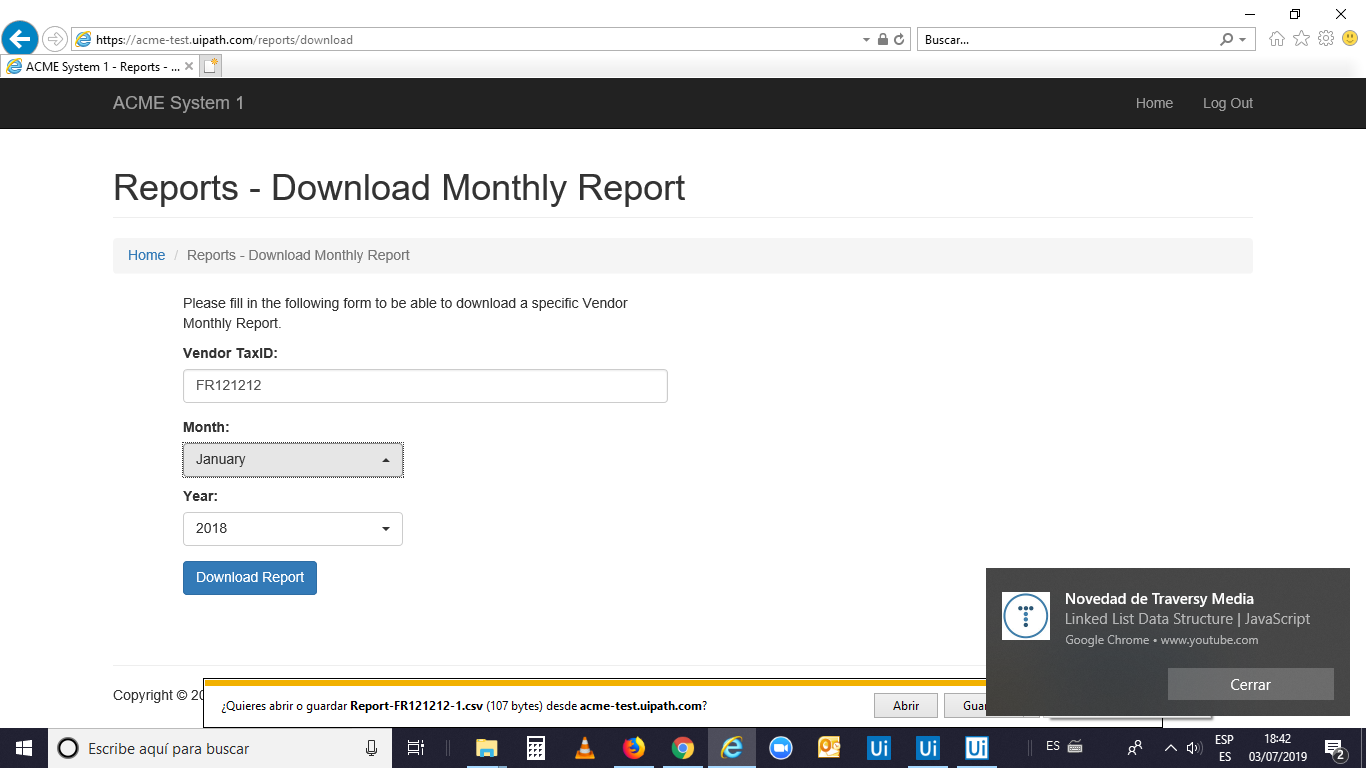 https://acme-test.uipath.com/reports/download
Buscar...
ACME System 1 - Reports - ...
ACME System 1
Home
Log Out
Reports - Download Monthly Report
Home / Reports - Download Monthly Report
Please fill in the following form to be able to download a specific Vendor
Monthly Report.
Vendor TaxID:
FR121212
Month:
January
Year:
2018
Download Report
Novedad de Traversy Media
Linked List Data Structure | JavaScript
Google Chrome • www.youtube.com
Cerrar
Copyright © 20
¿Quieres abrir o guardar Report-FR121212-1.csv (107 bytes) desde acme-test.uipath.com?
Abrir
Escribe aquí para buscar
Ui
Ui
Ui
ES
ESP
ES
18:42
03/07/2019
2